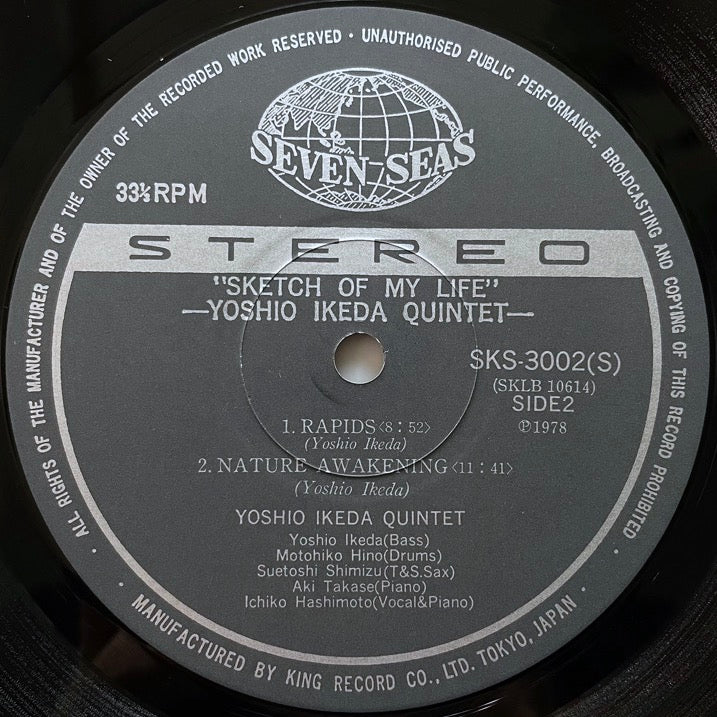 ALL RIGHTS OF THE MANUFACTURER AND OF THE OWNER OF THE RECORDED WORK RESERVED · UNAUTHORISED PUBLIC PERFORMANCE, BROADCASTING AND COPYING OF THIS RECORD PROHIBITED ·
SEVEN-SEAS
33⅓RPM
STEREO
"SKETCH OF MY LIFE"
—YOSHIO IKEDA QUINTET—
SKS-3002(S)
(SKLB 10614)
SIDE2
℗1978
1. RAPIDS〈8:52〉
(Yoshio Ikeda)
2. NATURE AWAKENING〈11:41〉
(Yoshio Ikeda)
YOSHIO IKEDA QUINTET
Yoshio Ikeda(Bass)
Motohiko Hino(Drums)
Suetoshi Shimizu(T&S.Sax)
Aki Takase(Piano)
Ichiko Hashimoto(Vocal&Piano)
· MANUFACTURED BY KING RECORD CO., LTD. TOKYO, JAPAN ·